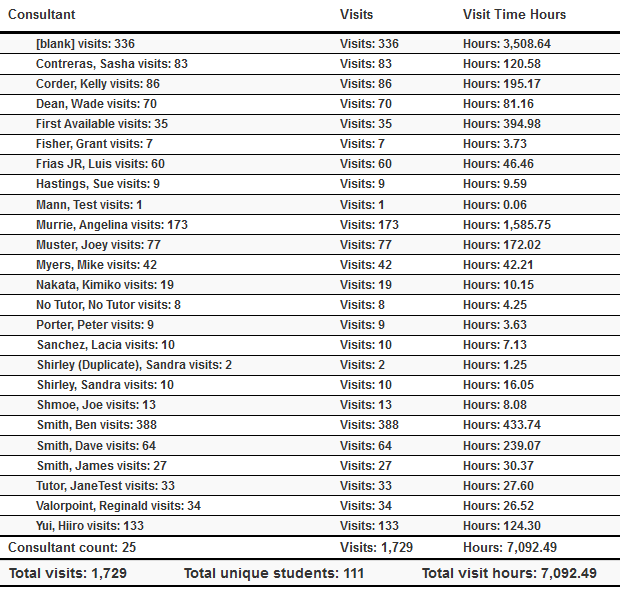 Consultant Visits Visit Time Hours
[blank] visits: 336 Visits: 336 Hours: 3,508.64
Contreras, Sasha visits: 83 Visits: 83 Hours: 120.58
Corder, Kelly visits: 86 Visits: 86 Hours: 195.17
Dean, Wade visits: 70 Visits: 70 Hours: 81.16
First Available visits: 35 Visits: 35 Hours: 394.98
Fisher, Grant visits: 7 Visits: 7 Hours: 3.73
Frias JR, Luis visits: 60 Visits: 60 Hours: 46.46
Hastings, Sue visits: 9 Visits: 9 Hours: 9.59
Mann, Test visits: 1 Visits: 1 Hours: 0.06
Murrie, Angelina visits: 173 Visits: 173 Hours: 1,585.75
Muster, Joey visits: 77 Visits: 77 Hours: 172.02
Myers, Mike visits: 42 Visits: 42 Hours: 42.21
Nakata, Kimiko visits: 19 Visits: 19 Hours: 10.15
No Tutor, No Tutor visits: 8 Visits: 8 Hours: 4.25
Porter, Peter visits: 9 Visits: 9 Hours: 3.63
Sanchez, Lacia visits: 10 Visits: 10 Hours: 7.13
Shirley (Duplicate), Sandra visits: 2 Visits: 2 Hours: 1.25
Shirley, Sandra visits: 10 Visits: 10 Hours: 16.05
Shmoe, Joe visits: 13 Visits: 13 Hours: 8.08
Smith, Ben visits: 388 Visits: 388 Hours: 433.74
Smith, Dave visits: 64 Visits: 64 Hours: 239.07
Smith, James visits: 27 Visits: 27 Hours: 30.37
Tutor, JaneTest visits: 33 Visits: 33 Hours: 27.60
Valorpoint, Reginald visits: 34 Visits: 34 Hours: 26.52
Yui, Hiiro visits: 133 Visits: 133 Hours: 124.30
Consultant count: 25 Visits: 1,729 Hours: 7,092.49
Total visits: 1,729 Total unique students: 111 Total visit hours: 7,092.49